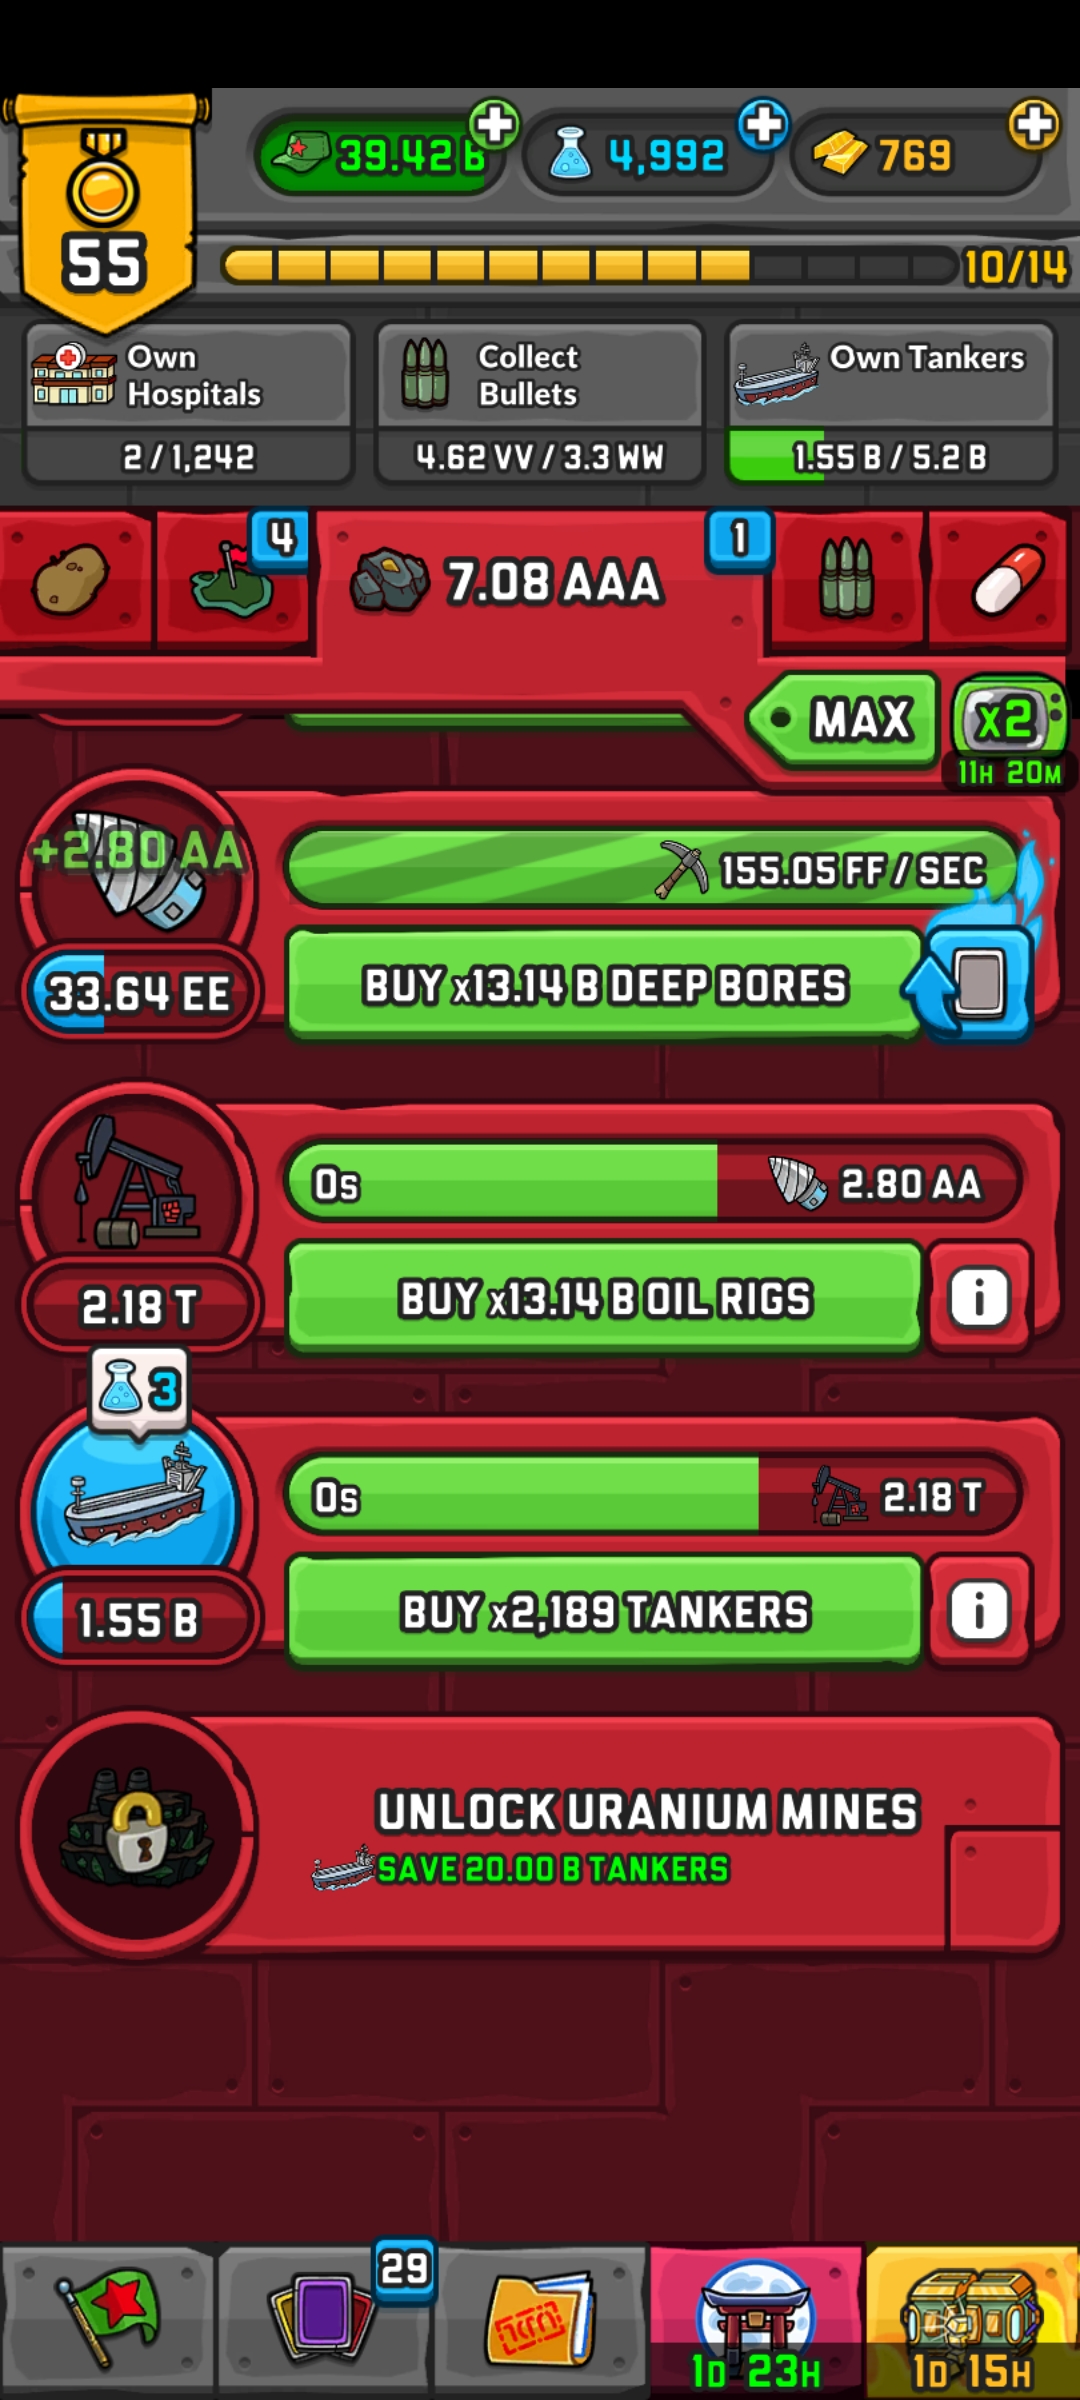 55
39.42 B
4,992
769
10/14
Own
Hospitals
2 / 1,242
Collect
Bullets
4.62 VV / 3.3 WW
Own Tankers
1.55 B / 5.2 B
4
7.08 AAA
1
MAX
x2
11H 20M
+2.80 AA
155.05 FF / SEC
33.64 EE
BUY x13.14 B DEEP BORES
0s
2.80 AA
2.18 T
BUY x13.14 B OIL RIGS
i
3
0s
2.18 T
1.55 B
BUY x2,189 TANKERS
i
UNLOCK URANIUM MINES
SAVE 20.00 B TANKERS
29
1D 23H
1D 15H